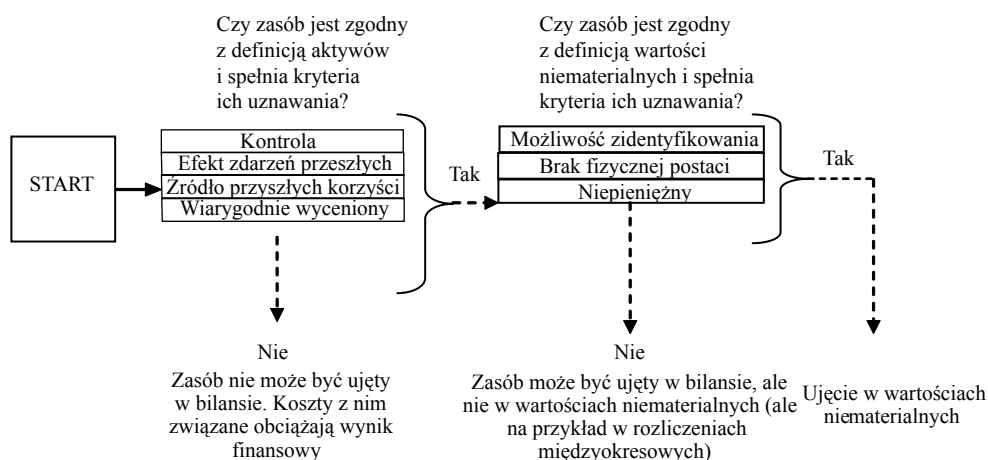 Czy zasób jest zgodny
z definicją aktywów
i spełnia kryteria
ich uznawania?
Czy zasób jest zgodny
z definicją wartości
niematerialnych i spełnia
kryteria ich uznawania?
START
Kontrola
Efekt zdarzeń przeszłych
Źródło przyszłych korzyści
Wiarygodnie wyceniony
Tak
Możliwość zidentyfikowania
Brak fizycznej postaci
Niepieniężny
Tak
Nie
Zasób nie może być ujęty
w bilansie. Koszty z nim
związane obciążają wynik
finansowy
Nie
Zasób może być ujęty w bilansie, ale
nie w wartościach niematerialnych (ale
na przykład w rozliczeniach
międzyokresowych)
Ujęcie w wartościach
niematerialnych